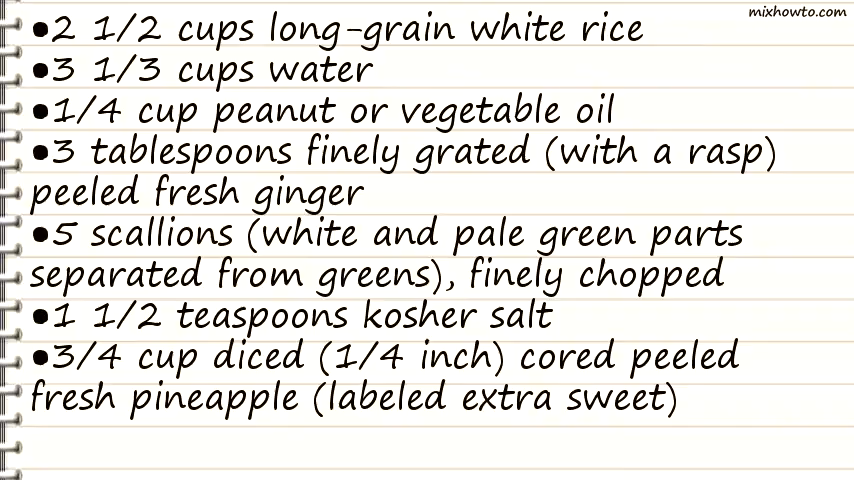 mixhowto.com
•2 1/2 cups long-grain white rice
•3 1/3 cups water
•1/4 cup peanut or vegetable oil
•3 tablespoons finely grated (with a rasp)
peeled fresh ginger
•5 scallions (white and pale green parts
separated from greens), finely chopped
•1 1/2 teaspoons kosher salt
•3/4 cup diced (1/4 inch) cored peeled
fresh pineapple (labeled extra sweet)